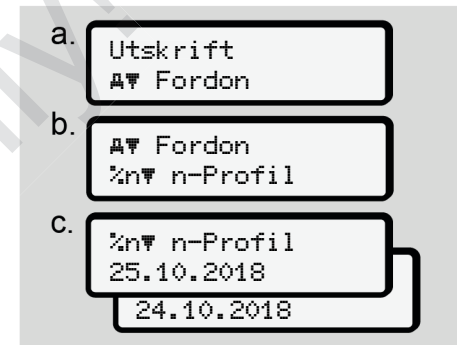 a.
Utskrift
A▼ Fordon
b.
A▼ Fordon
%n▼ n-Profil
c.
%n▼ n-Profil
25.10.2018
24.10.2018